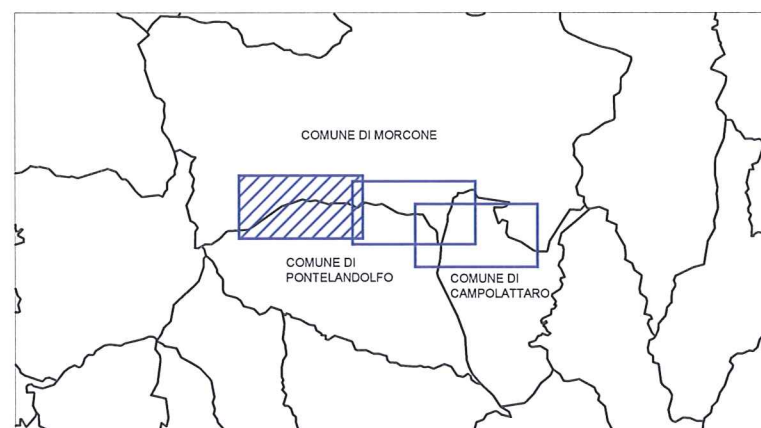 COMUNE DI MORCONE
COMUNE DI
PONTELANDOLFO
COMUNE DI
CAMPOLATTARO